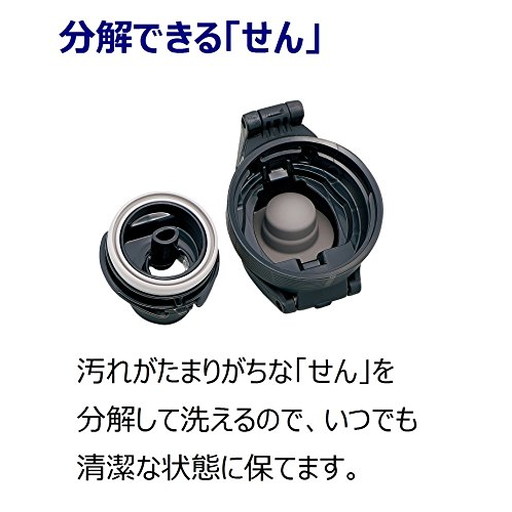 分解できる｢せん｣
汚れがたまりがちな｢せん｣を
分解して洗えるので、いつでも
清潔な状態に保てます。